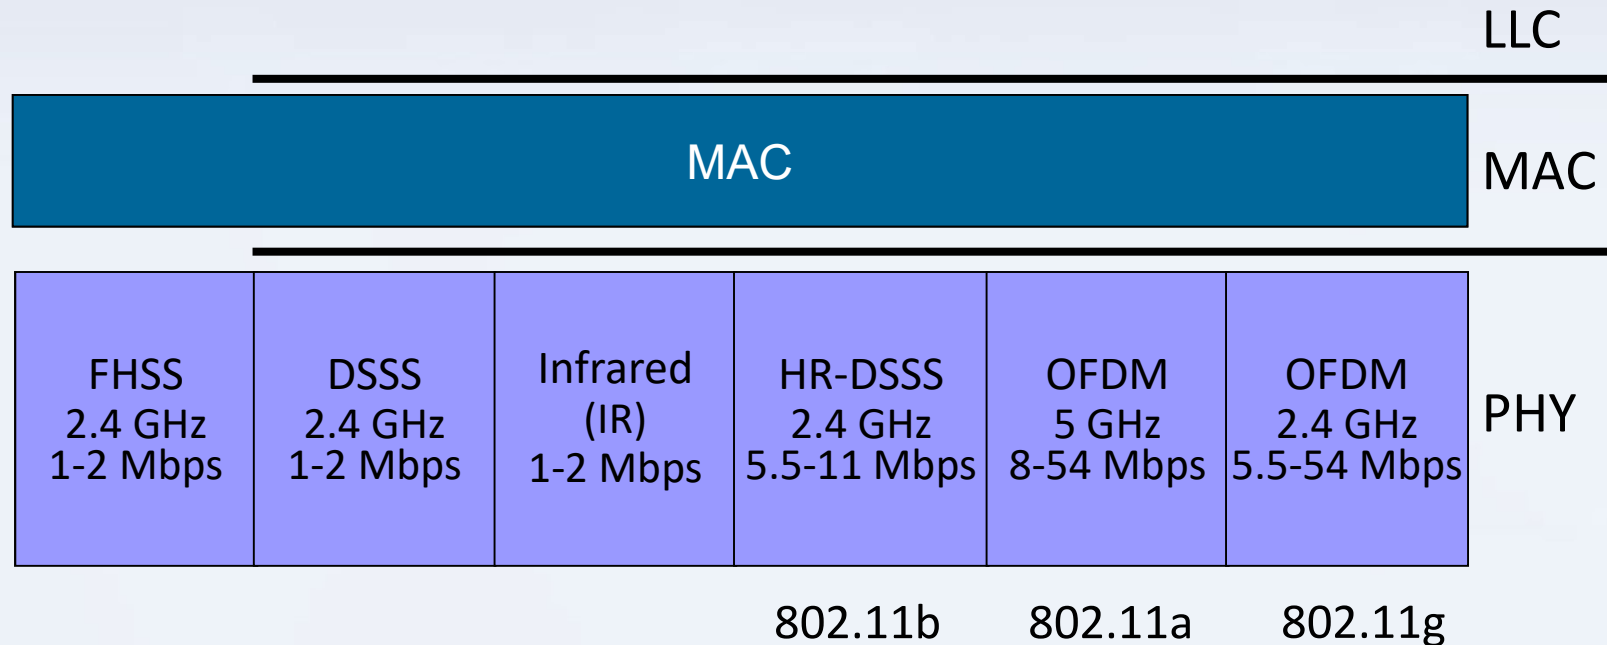 LLC
MAC
MAC
FHSS
2.4 GHz
1-2 Mbps
DSSS
2.4 GHz
1-2 Mbps
Infrared
(IR)
1-2 Mbps
HR-DSSS
2.4 GHz
5.5-11 Mbps
OFDM
5 GHz
8-54 Mbps
OFDM
2.4 GHz
5.5-54 Mbps
PHY
802.11b
802.11a
802.11g